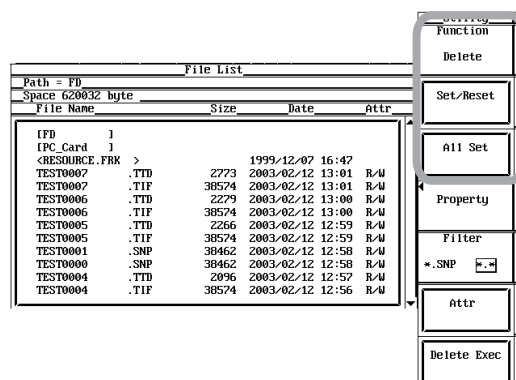 Utility
Function
Delete
Set/Reset
All Set
Property
Filter
*.SNP *.*
Attr
Delete Exec
File List
Path = FD
Space 620032 byte
File Name Size Date Attr
[FD ]
[PC_Card ]
<RESOURCE.FRK > 1999/12/07 16:47
TEST0007 .TTD 2773 2003/02/12 13:01 R/W
TEST0007 .TIF 38574 2003/02/12 13:01 R/W
TEST0006 .TTD 2279 2003/02/12 13:00 R/W
TEST0006 .TIF 38574 2003/02/12 13:00 R/W
TEST0005 .TTD 2266 2003/02/12 12:59 R/W
TEST0005 .TIF 38574 2003/02/12 12:59 R/W
TEST0001 .SNP 38462 2003/02/12 12:58 R/W
TEST0000 .SNP 38462 2003/02/12 12:58 R/W
TEST0004 .TTD 2096 2003/02/12 12:57 R/W
TEST0004 .TIF 38574 2003/02/12 12:56 R/W